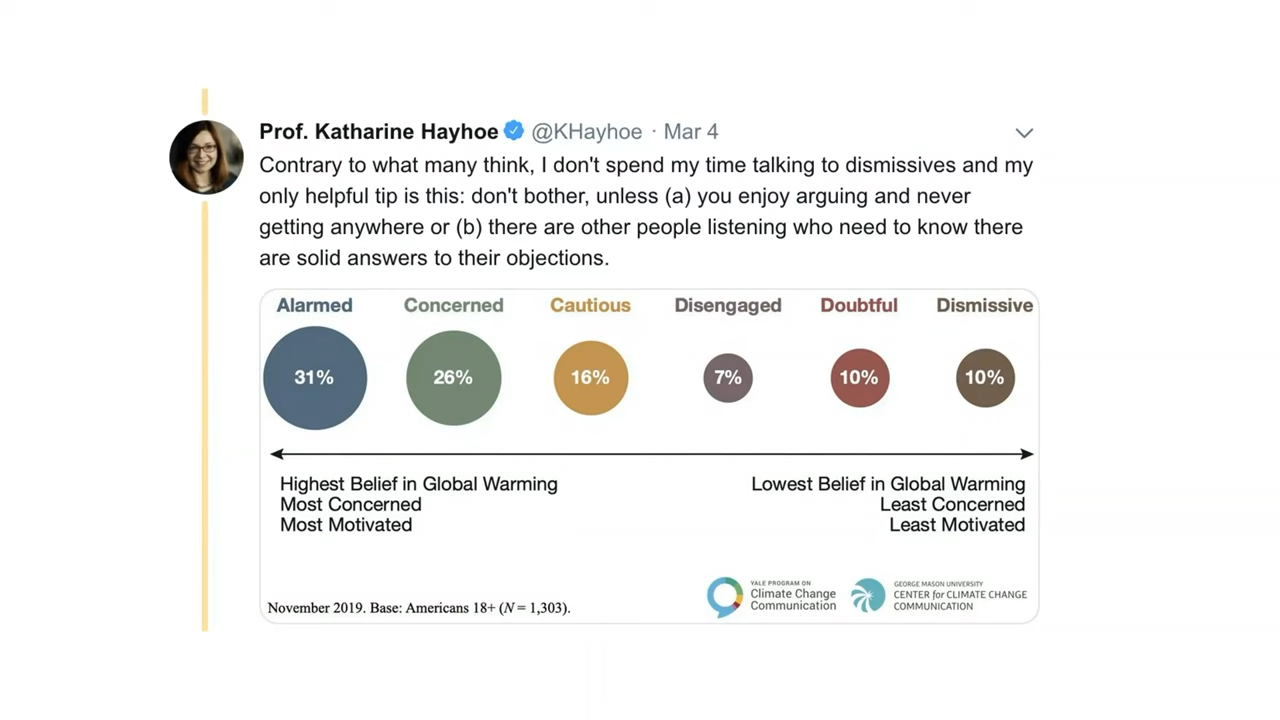 Prof. Katharine Hayhoe @KHayhoe · Mar 4
Contrary to what many think, I don't spend my time talking to dismissives and my
only helpful tip is this: don't bother, unless (a) you enjoy arguing and never
getting anywhere or (b) there are other people listening who need to know there
are solid answers to their objections.
Alarmed Concerned Cautious Disengaged Doubtful Dismissive
31% 26% 16% 7% 10% 10%
Highest Belief in Global Warming
Most Concerned
Most Motivated
Lowest Belief in Global Warming
Least Concerned
Least Motivated
November 2019. Base: Americans 18+ (N = 1,303).
YALE PROGRAM ON
Climate Change
Communication
GEORGE MASON UNIVERSITY
CENTER for CLIMATE CHANGE
COMMUNICATION